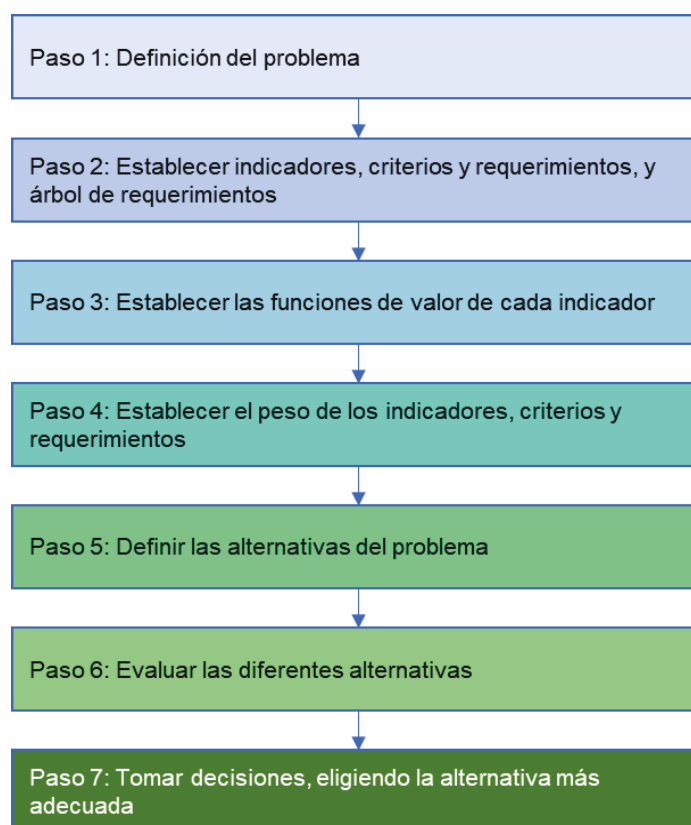 Paso 1: Definición del problema
Paso 2: Establecer indicadores, criterios y requerimientos, y
árbol de requerimientos
Paso 3: Establecer las funciones de valor de cada indicador
Paso 4: Establecer el peso de los indicadores, criterios y
requerimientos
Paso 5: Definir las alternativas del problema
Paso 6: Evaluar las diferentes alternativas
Paso 7: Tomar decisiones, eligiendo la alternativa más
adecuada